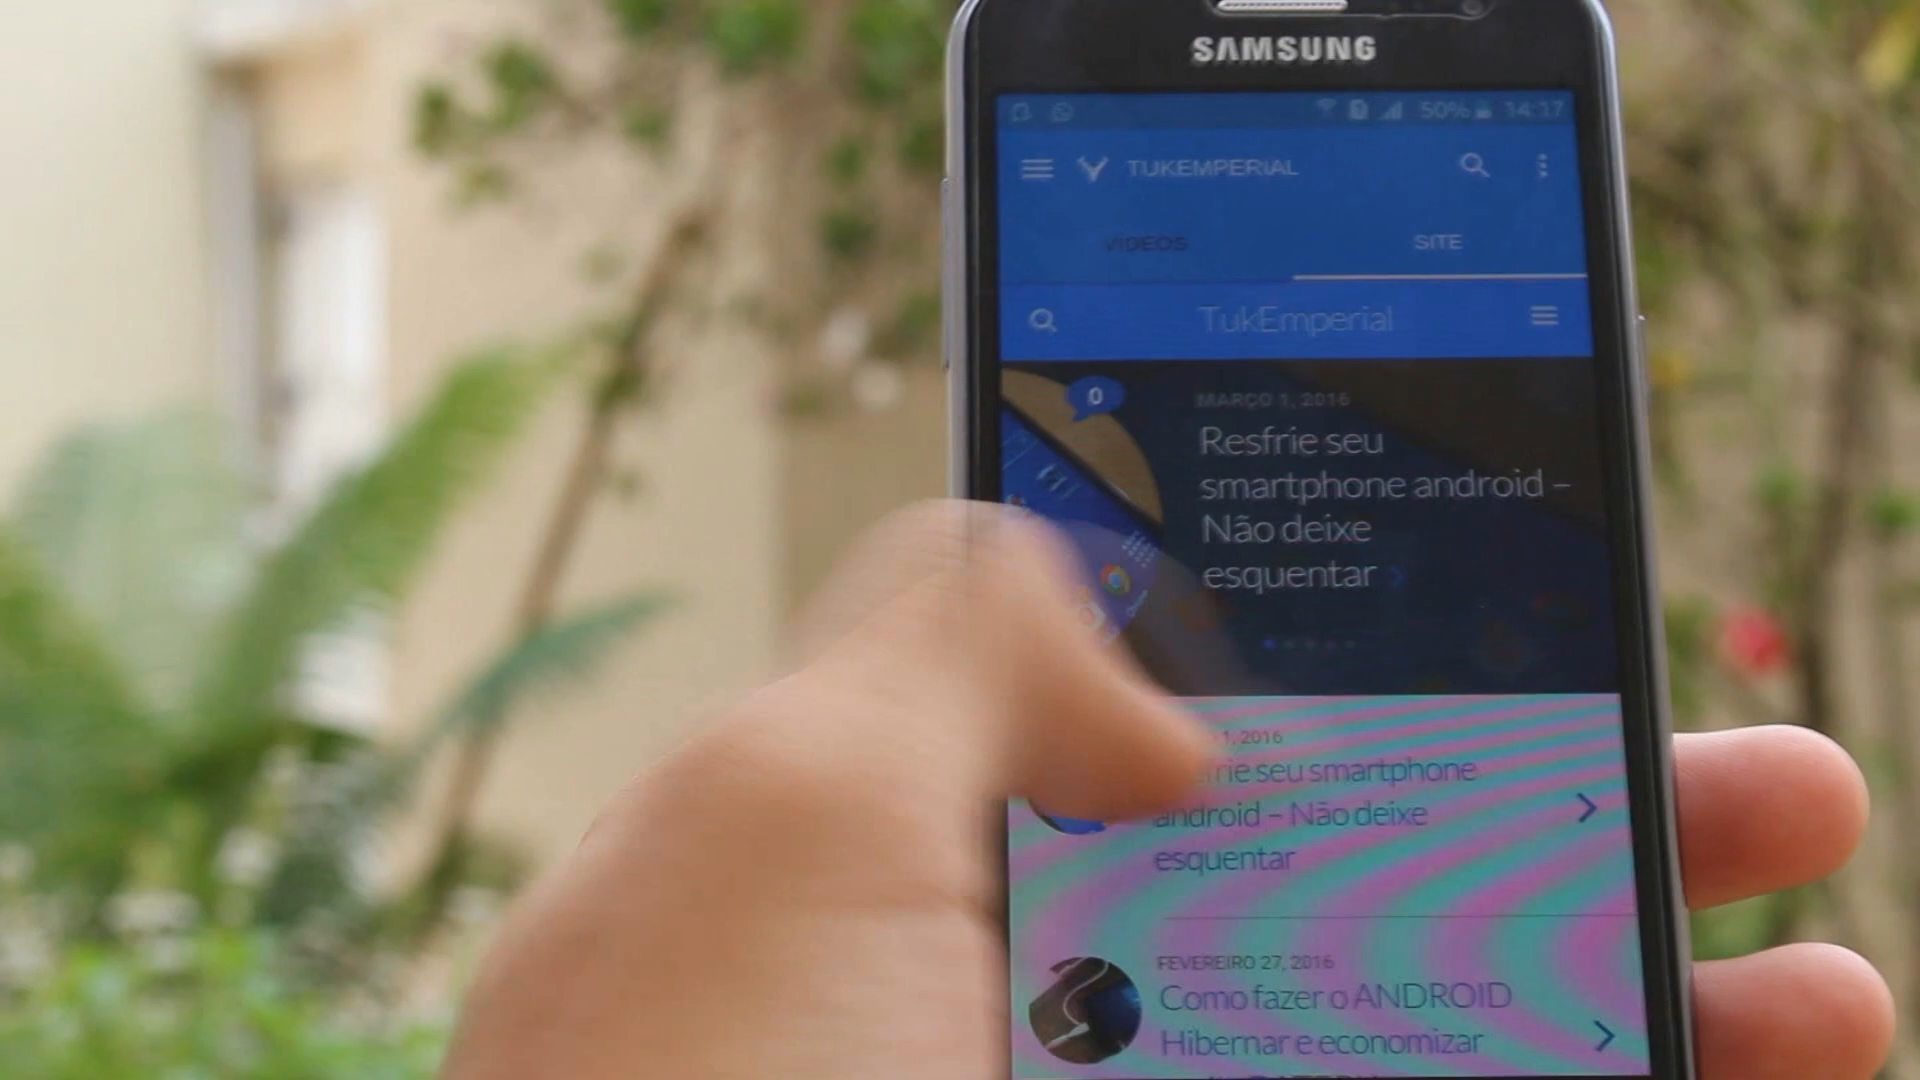 SAMSUNG
50% 14:17
TUKEMPERIAL
VIDEOS SITE
TukEmperial
0
MARÇO 1, 2016
Resfrie seu
smartphone android –
Não deixe
esquentar
1, 2016
seu smartphone
android – Não deixe
esquentar
FEVEREIRO 27, 2016
Como fazer o ANDROID
Hibernar e economizar